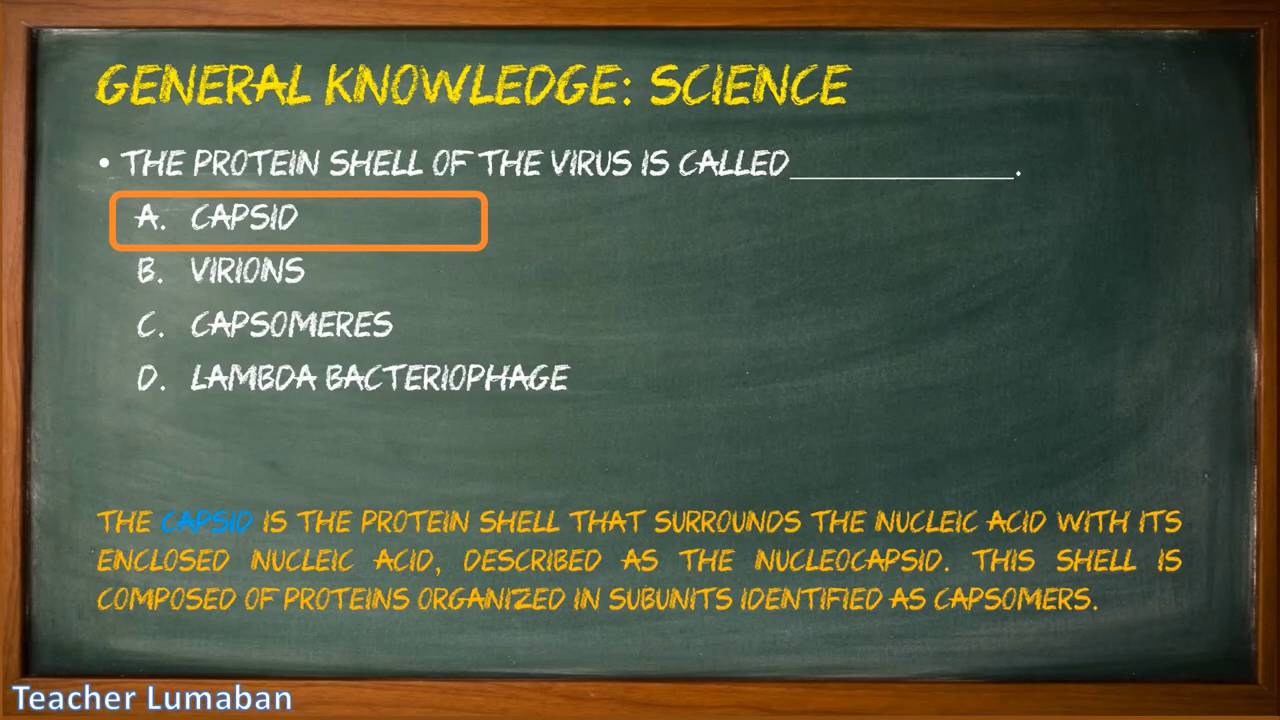 GENERAL KNOWLEDGE: SCIENCE
• THE PROTEIN SHELL OF THE VIRUS IS CALLED______________.
A. CAPSID
B. VIRIONS
C. CAPSOMERES
D. LAMBDA BACTERIOPHAGE
THE CAPSID IS THE PROTEIN SHELL THAT SURROUNDS THE NUCLEIC ACID WITH ITS
ENCLOSED NUCLEIC ACID, DESCRIBED AS THE NUCLEOCAPSID. THIS SHELL IS
COMPOSED OF PROTEINS ORGANIZED IN SUBUNITS IDENTIFIED AS CAPSOMERS.
Teacher Lumaban